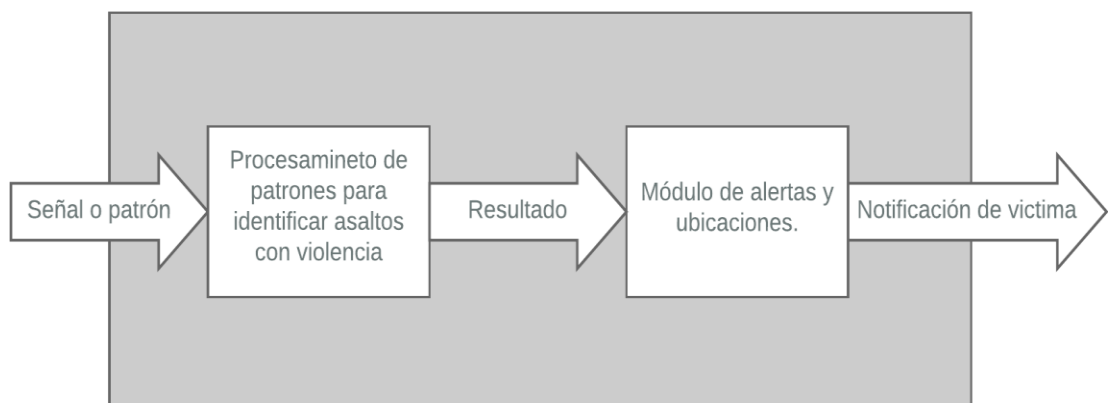 Señal o patrón
Procesamineto de
patrones para
identificar asaltos
con violencia
Resultado
Módulo de alertas y
ubicaciones.
Notificación de victima